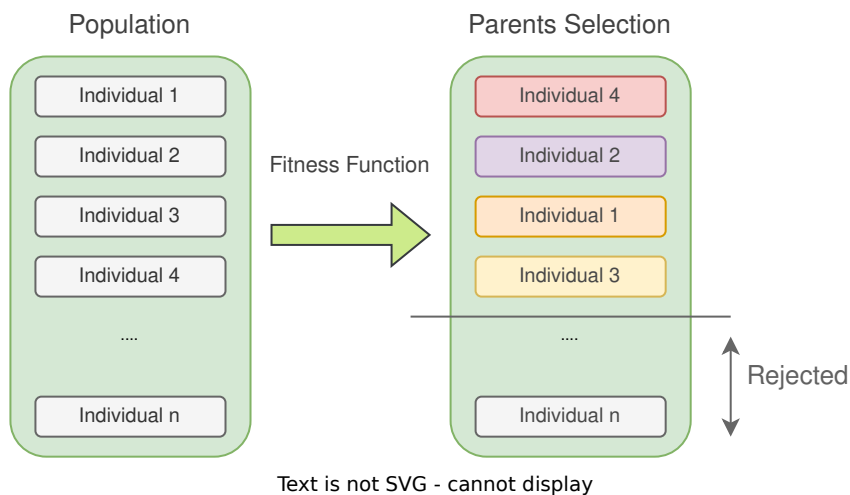 Population
Individual 1
Individual 2
Individual 3
Individual 4
....
Individual n
Fitness Function
Parents Selection
Individual 4
Individual 2
Individual 1
Individual 3
....
Individual n
Rejected
Text is not SVG - cannot display